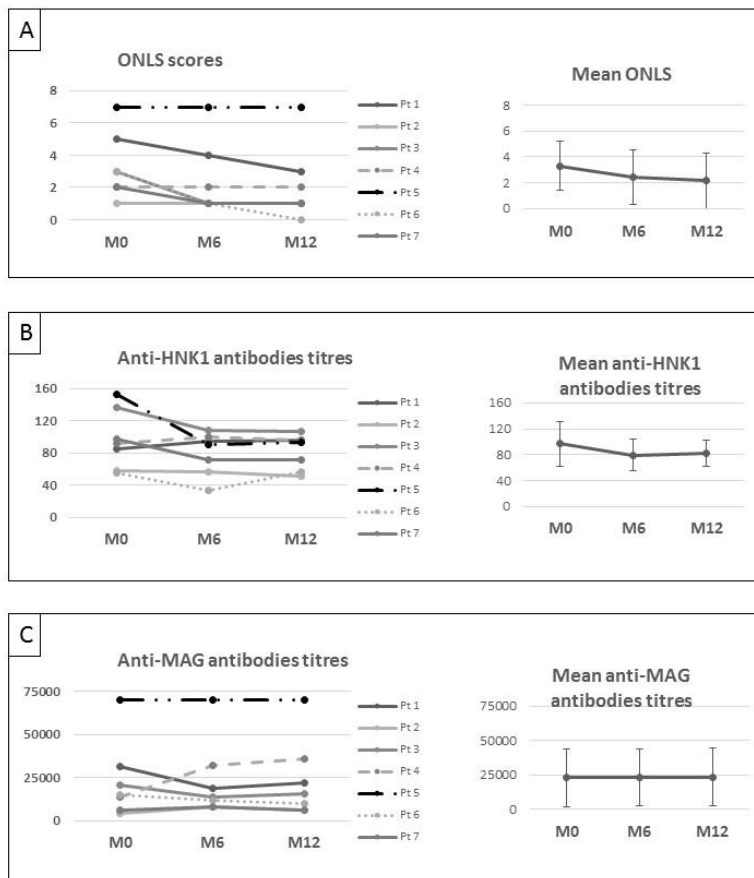 A
ONLS scores
8
6
4
2
0
M0 M6 M12
Pt 1
Pt 2
Pt 3
Pt 4
Pt 5
Pt 6
Pt 7
Mean ONLS
8
6
4
2
0
M0 M6 M12
B
Anti-HNK1 antibodies titres
160
120
80
40
0
M0 M6 M12
Pt 1
Pt 2
Pt 3
Pt 4
Pt 5
Pt 6
Pt 7
Mean anti-HNK1
antibodies titres
160
120
80
40
0
M0 M6 M12
C
Anti-MAG antibodies titres
75000
50000
25000
0
M0 M6 M12
Pt 1
Pt 2
Pt 3
Pt 4
Pt 5
Pt 6
Pt 7
Mean anti-MAG
antibodies titres
75000
50000
25000
0
M0 M6 M12